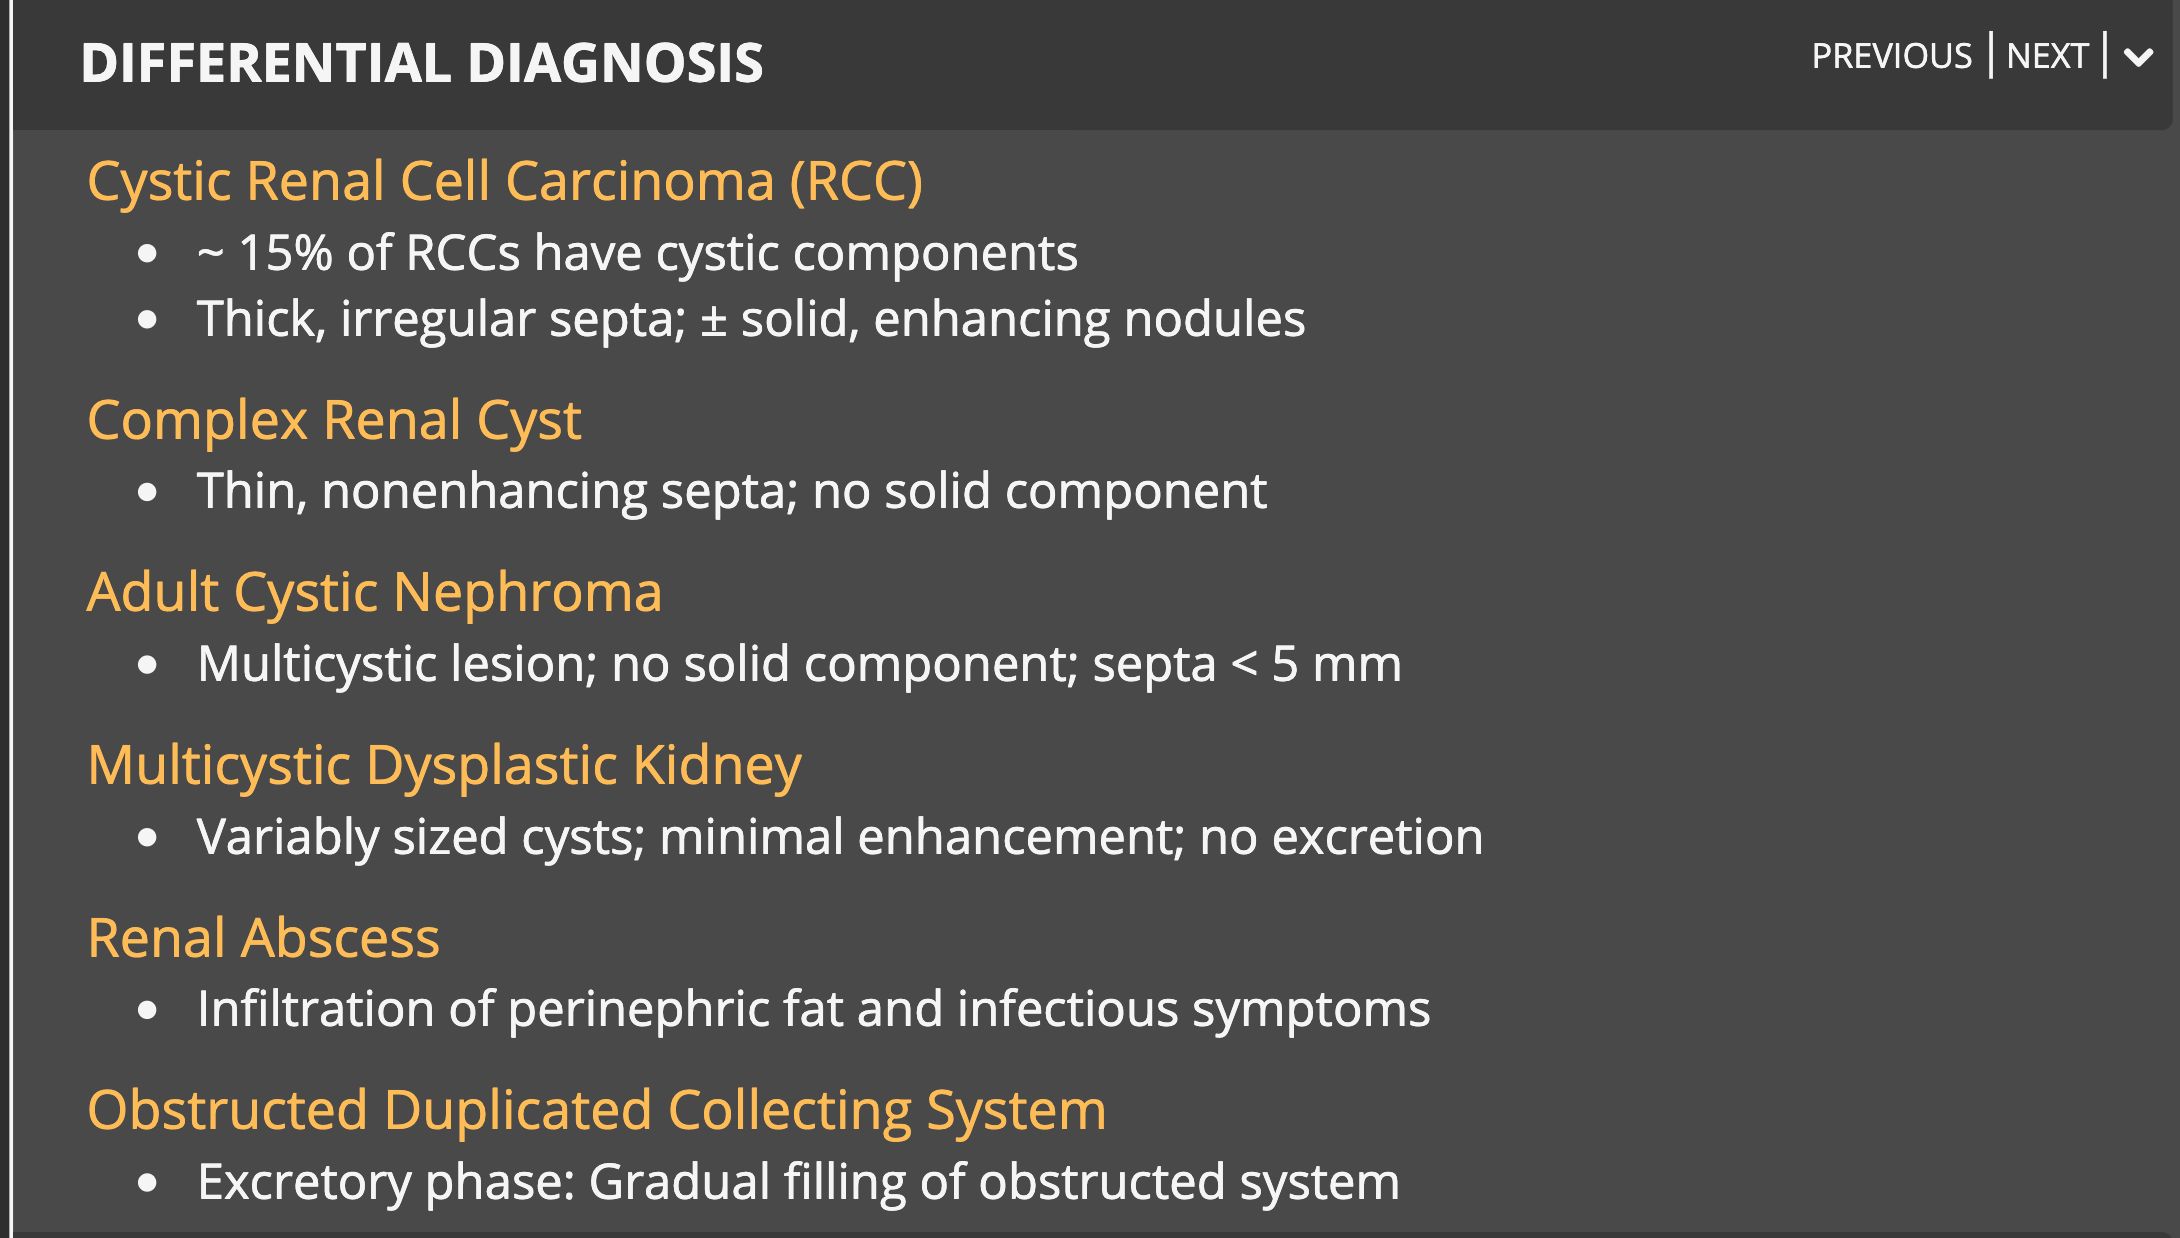 DIFFERENTIAL DIAGNOSIS
PREVIOUS | NEXT |
Cystic Renal Cell Carcinoma (RCC)
• ~ 15% of RCCs have cystic components
• Thick, irregular septa; ± solid, enhancing nodules
Complex Renal Cyst
• Thin, nonenhancing septa; no solid component
Adult Cystic Nephroma
• Multicystic lesion; no solid component; septa < 5 mm
Multicystic Dysplastic Kidney
• Variably sized cysts; minimal enhancement; no excretion
Renal Abscess
• Infiltration of perinephric fat and infectious symptoms
Obstructed Duplicated Collecting System
• Excretory phase: Gradual filling of obstructed system